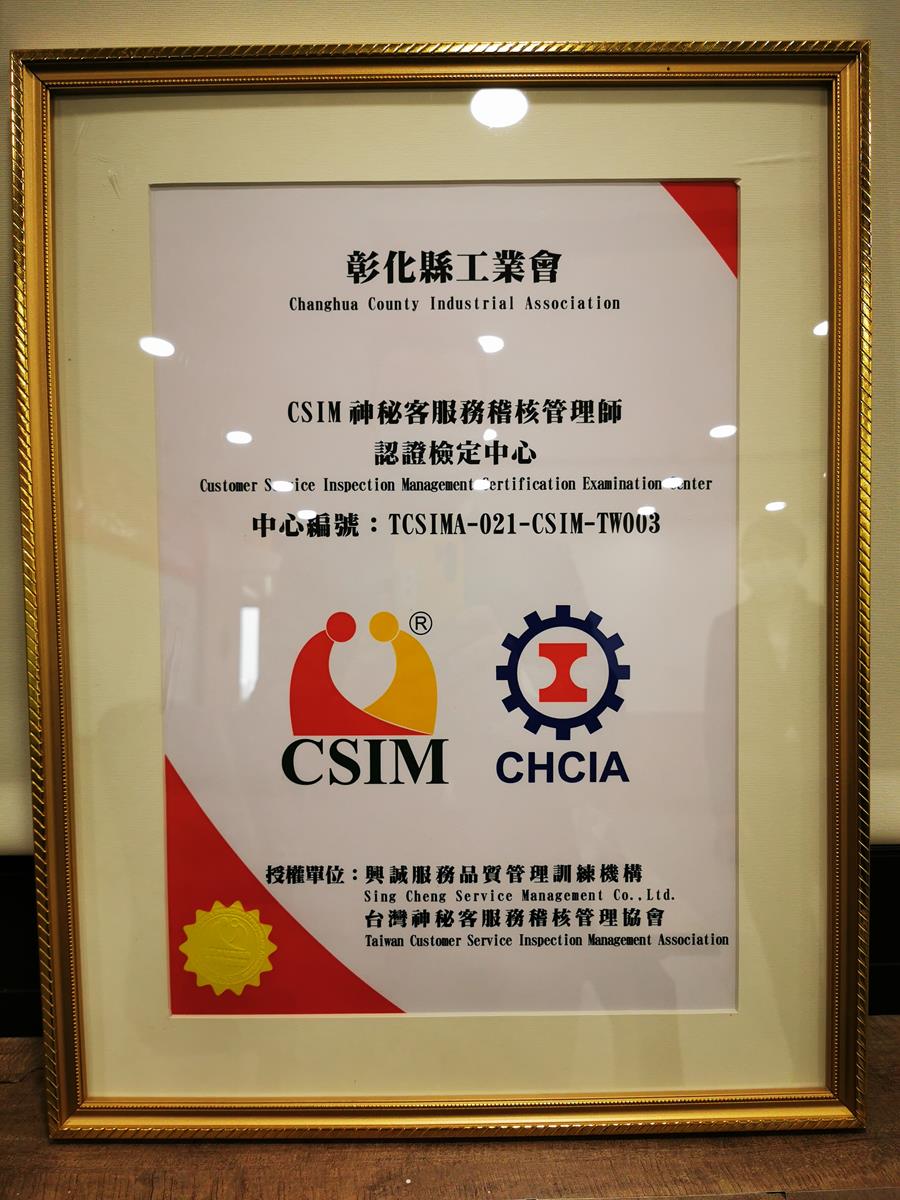 彰化縣工業會
Changhua County Industrial Association
CSIM 神秘客服務稽核管理師
認證檢定中心
Customer Service Inspection Management Certification Examination Center
中心編號：TCSIMA-021-CSIM-TW003
®
CSIM
CHCIA
授權單位：興誠服務品質管理訓練機構
Sing Cheng Service Management Co.,Ltd.
台灣神秘客服務稽核管理協會
Taiwan Customer Service Inspection Management Association